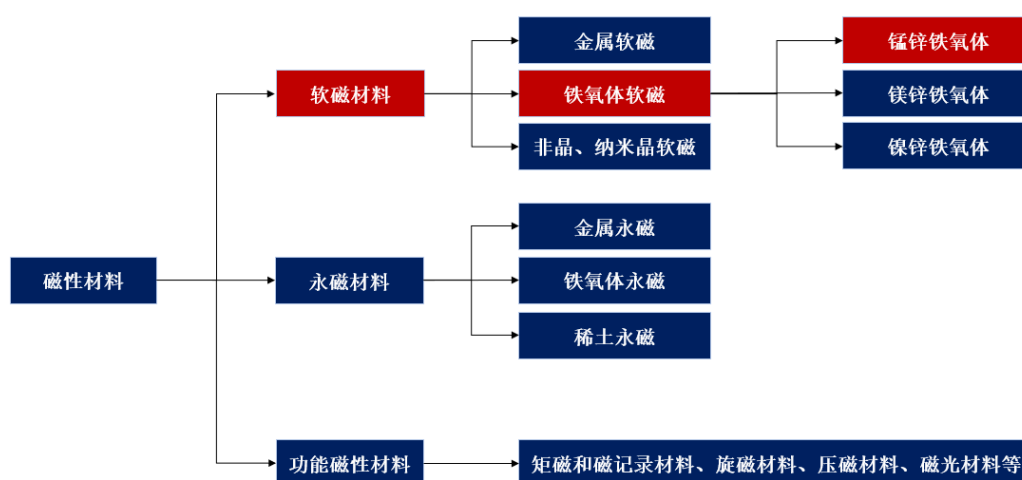 金属软磁
锰锌铁氧体
软磁材料
铁氧体软磁
镁锌铁氧体
非晶、纳米晶软磁
镍锌铁氧体
金属永磁
磁性材料
永磁材料
铁氧体永磁
稀土永磁
功能磁性材料
矩磁和磁记录材料、旋磁材料、压磁材料、磁光材料等